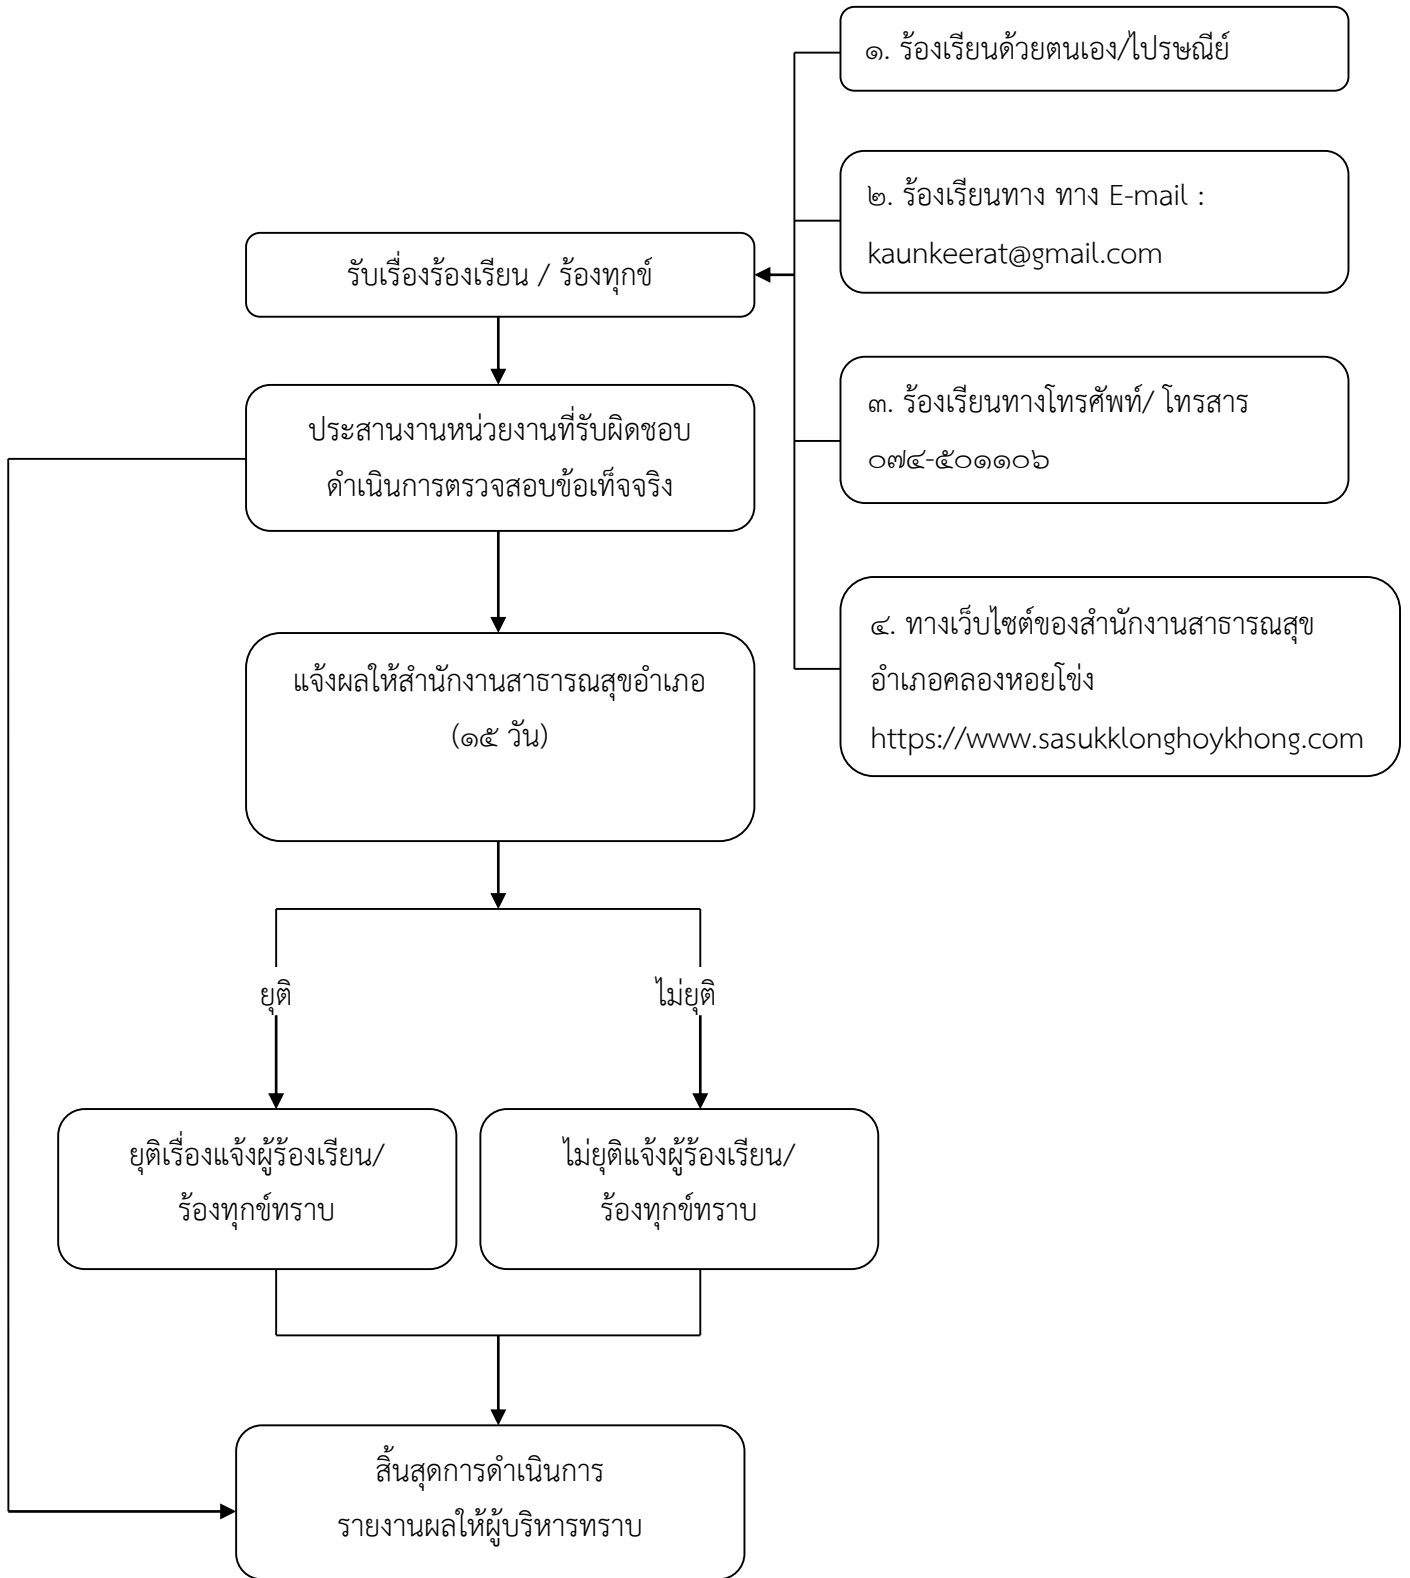 ๑. ร้องเรียนด้วยตนเอง/ไปรษณีย์
๒. ร้องเรียนทาง ทาง E-mail :
kaunkeerat@gmail.com
รับเรื่องร้องเรียน / ร้องทุกข์
๓. ร้องเรียนทางโทรศัพท์/ โทรสาร
๐๗๔-๕๐๑๑๐๖
ประสานงานหน่วยงานที่รับผิดชอบ
ดำเนินการตรวจสอบข้อเท็จจริง
๔. ทางเว็บไซต์ของสำนักงานสาธารณสุข
อำเภอคลองหอยโข่ง
https://www.sasukklonghoykhong.com
แจ้งผลให้สำนักงานสาธารณสุขอำเภอ
(๑๕ วัน)
ยุติ
ไม่ยุติ
ยุติเรื่องแจ้งผู้ร้องเรียน/
ร้องทุกข์ทราบ
ไม่ยุติแจ้งผู้ร้องเรียน/
ร้องทุกข์ทราบ
สิ้นสุดการดำเนินการ
รายงานผลให้ผู้บริหารทราบ